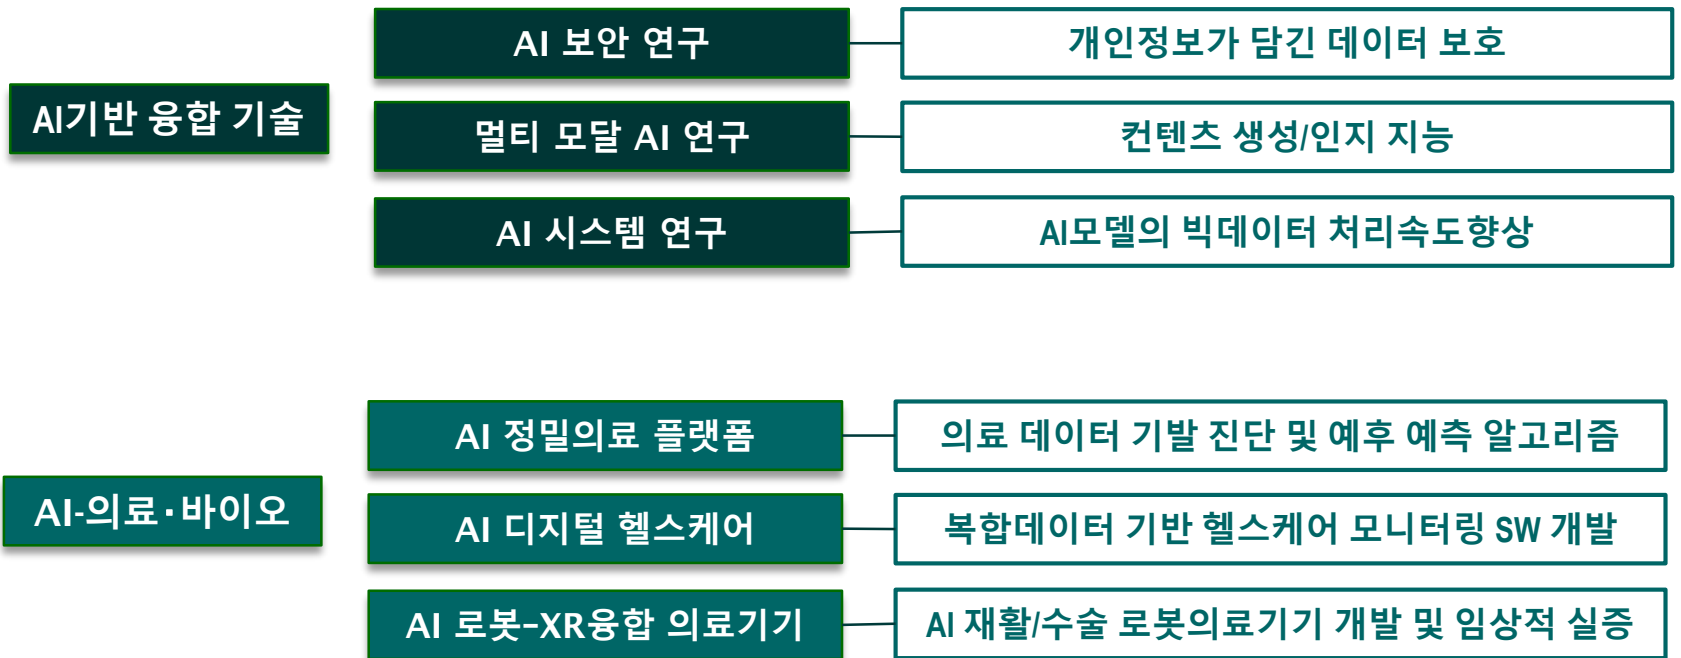 AI기반 융합 기술
AI 보안 연구
개인정보가 담긴 데이터 보호
멀티 모달 AI 연구
컨텐츠 생성/인지 지능
AI 시스템 연구
AI모델의 빅데이터 처리속도향상
AI-의료·바이오
AI 정밀의료 플랫폼
의료 데이터 기발 진단 및 예후 예측 알고리즘
AI 디지털 헬스케어
복합데이터 기반 헬스케어 모니터링 SW 개발
AI 로봇-XR융합 의료기기
AI 재활/수술 로봇의료기기 개발 및 임상적 실증